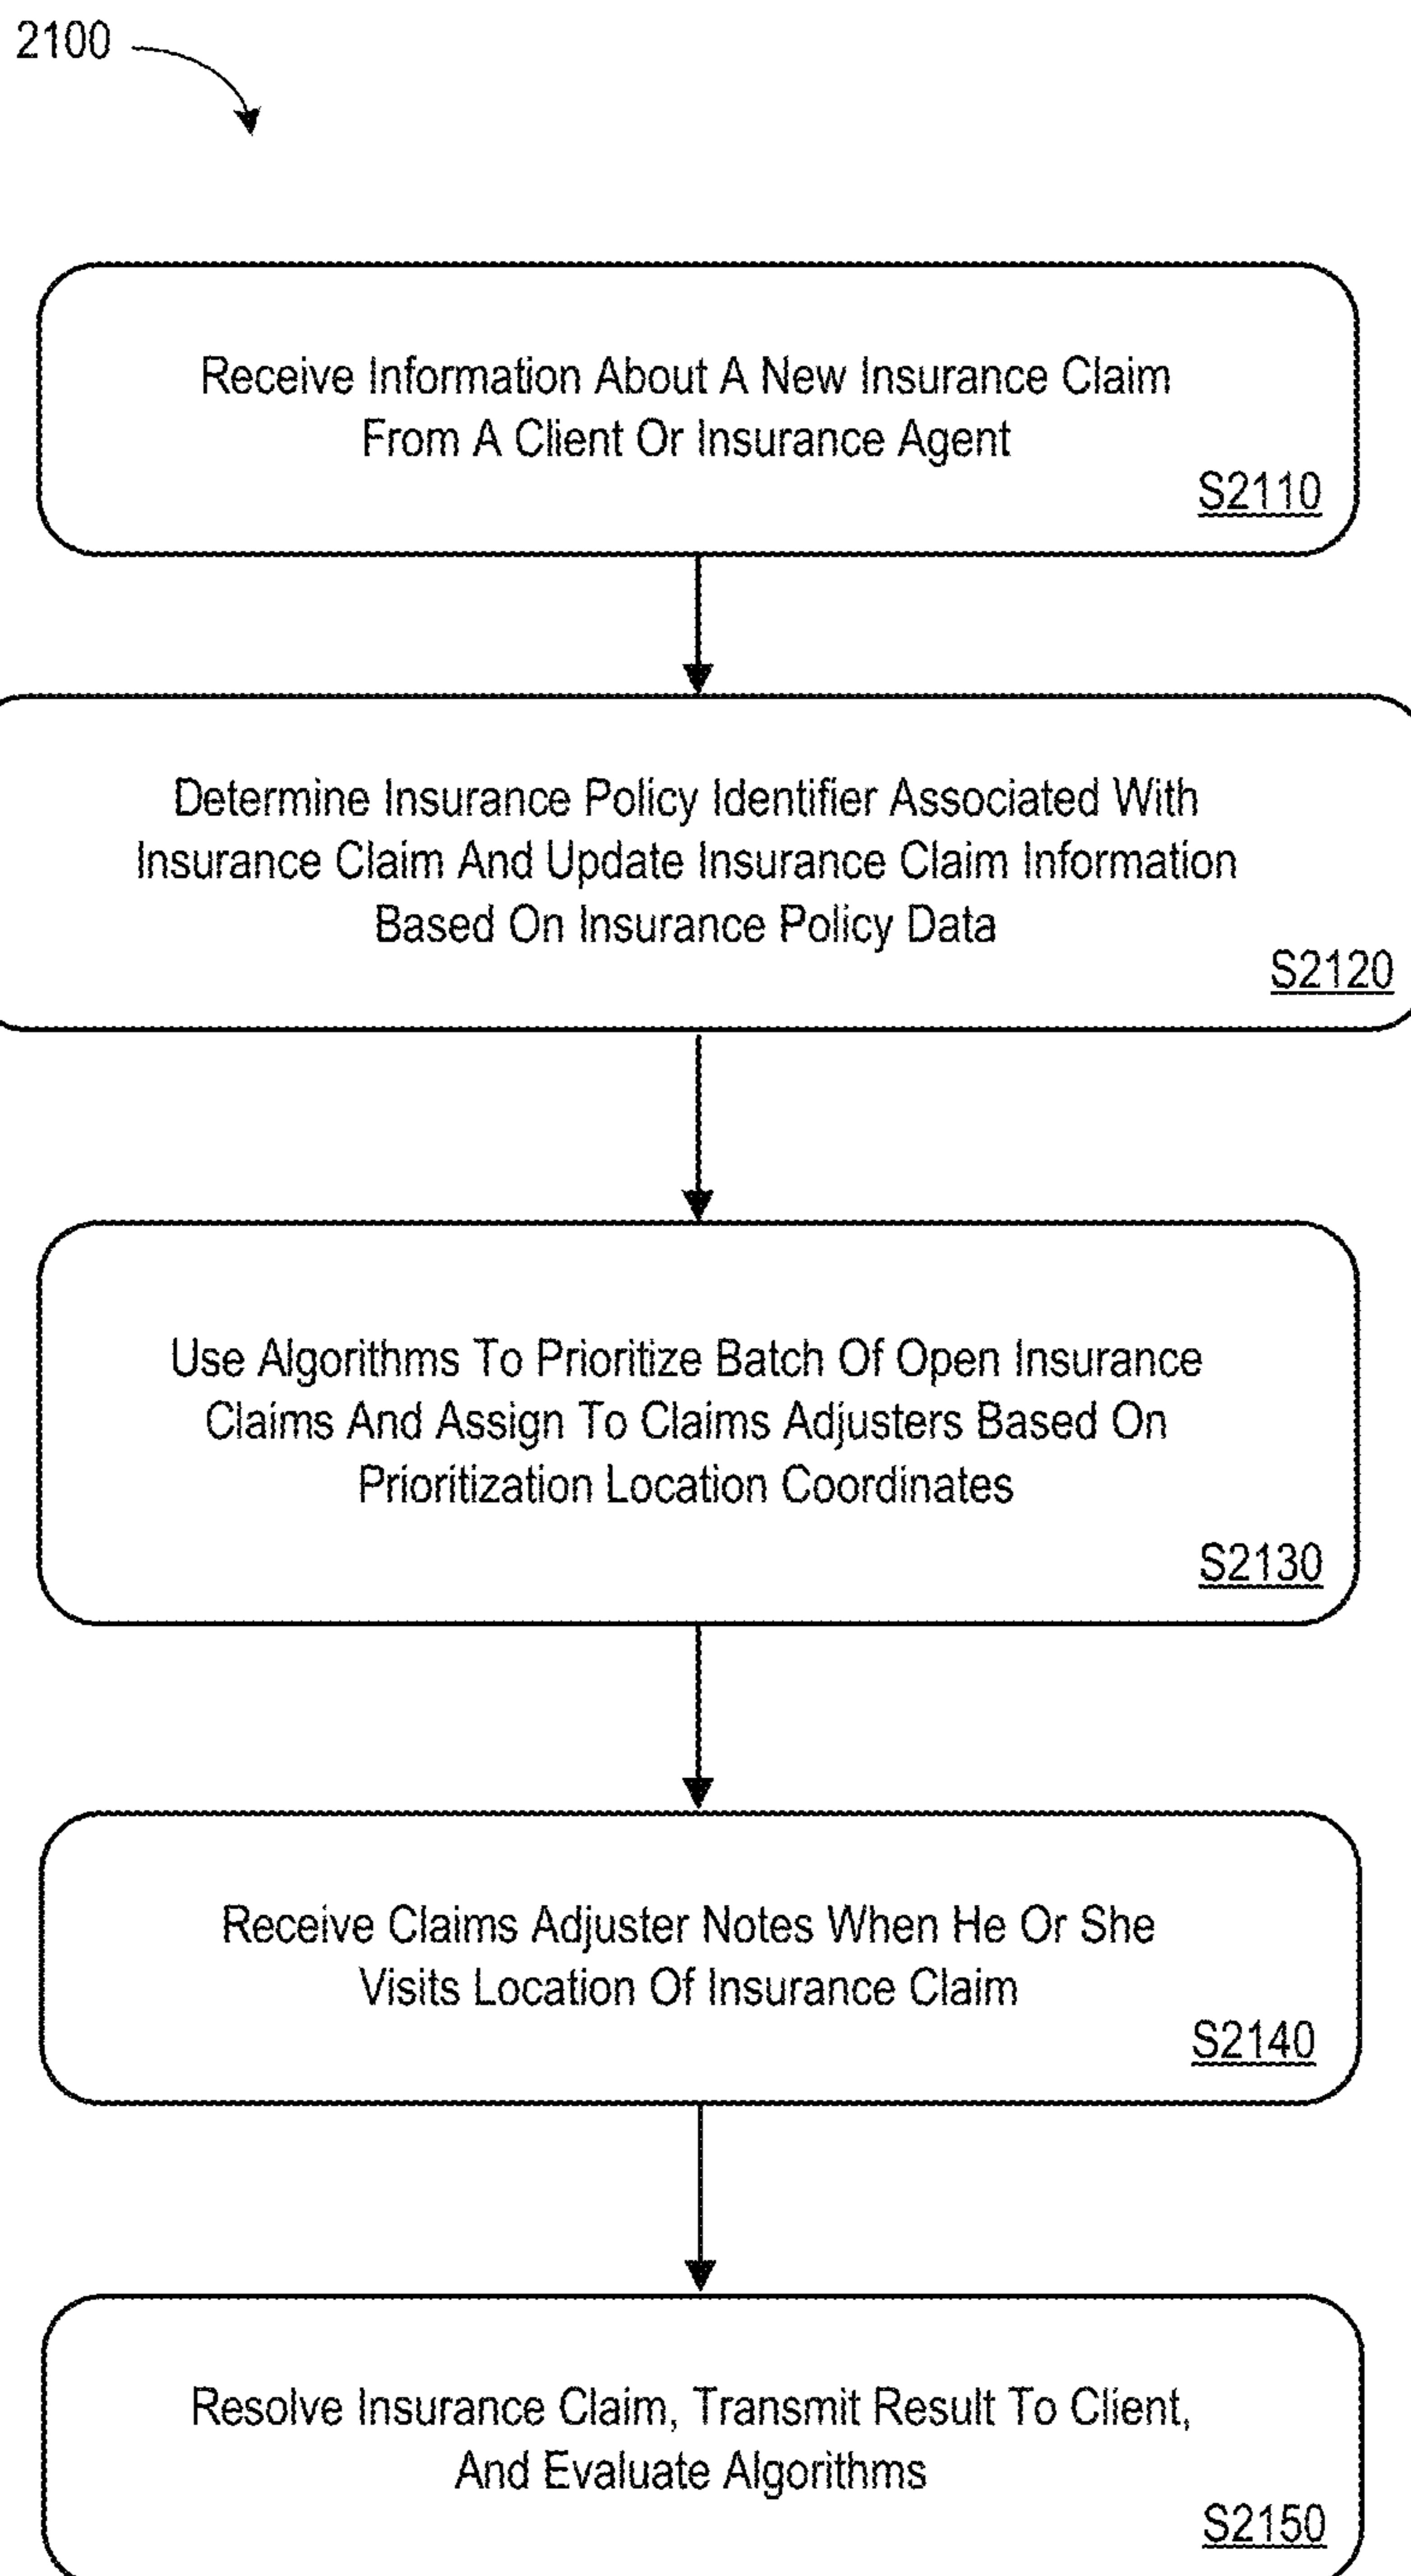 2100
Receive Information About A New Insurance Claim
From A Client Or Insurance Agent
S2110
Determine Insurance Policy Identifier Associated With
Insurance Claim And Update Insurance Claim Information
Based On Insurance Policy Data
S2120
Use Algorithms To Prioritize Batch Of Open Insurance
Claims And Assign To Claims Adjusters Based On
Prioritization Location Coordinates
S2130
Receive Claims Adjuster Notes When He Or She
Visits Location Of Insurance Claim
S2140
Resolve Insurance Claim, Transmit Result To Client,
And Evaluate Algorithms
S2150